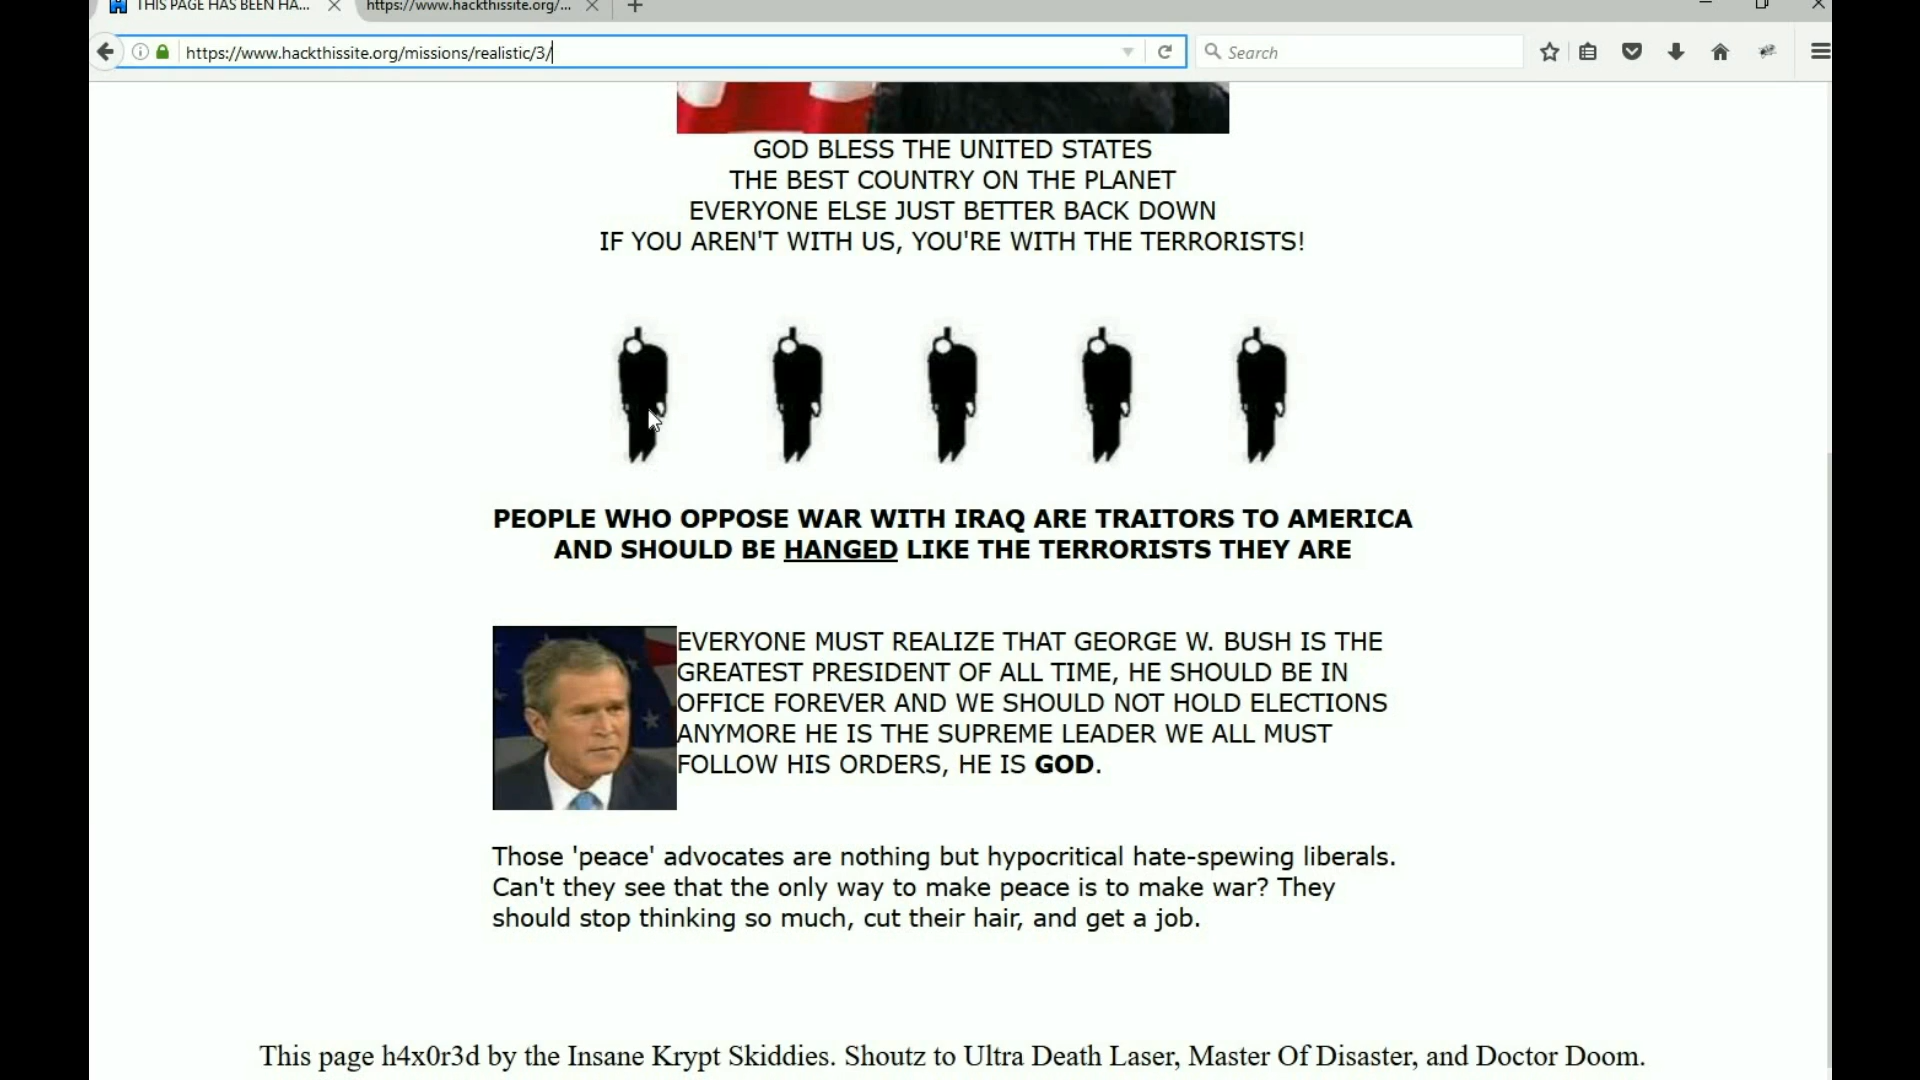 THIS PAGE HAS BEEN HA...
https://www.hackthissite.org/...
https://www.hackthissite.org/missions/realistic/3/
Search
GOD BLESS THE UNITED STATES
THE BEST COUNTRY ON THE PLANET
EVERYONE ELSE JUST BETTER BACK DOWN
IF YOU AREN'T WITH US, YOU'RE WITH THE TERRORISTS!
PEOPLE WHO OPPOSE WAR WITH IRAQ ARE TRAITORS TO AMERICA
AND SHOULD BE HANGED LIKE THE TERRORISTS THEY ARE
EVERYONE MUST REALIZE THAT GEORGE W. BUSH IS THE
GREATEST PRESIDENT OF ALL TIME, HE SHOULD BE IN
OFFICE FOREVER AND WE SHOULD NOT HOLD ELECTIONS
ANYMORE HE IS THE SUPREME LEADER WE ALL MUST
FOLLOW HIS ORDERS, HE IS GOD.
Those 'peace' advocates are nothing but hypocritical hate-spewing liberals.
Can't they see that the only way to make peace is to make war? They
should stop thinking so much, cut their hair, and get a job.
This page h4x0r3d by the Insane Krypt Skiddies. Shoutz to Ultra Death Laser, Master Of Disaster, and Doctor Doom.